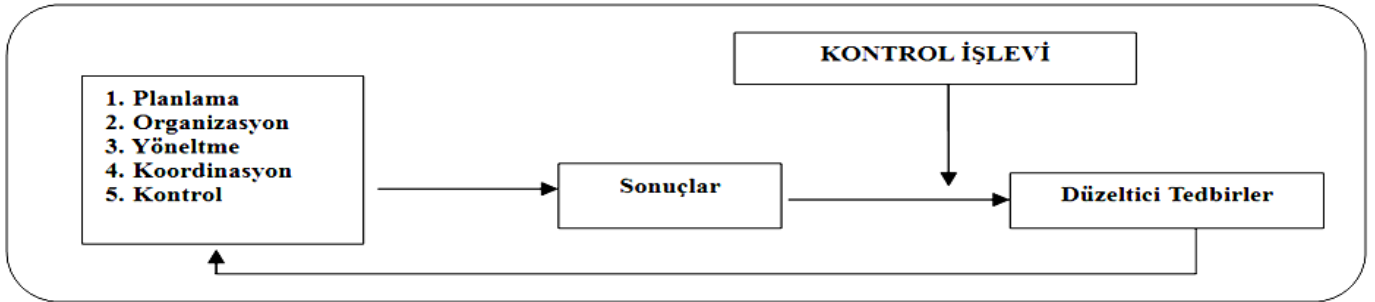 KONTROL İŞLEVİ
1. Planlama
2. Organizasyon
3. Yöneltme
4. Koordinasyon
5. Kontrol
Sonuçlar
Düzeltici Tedbirler